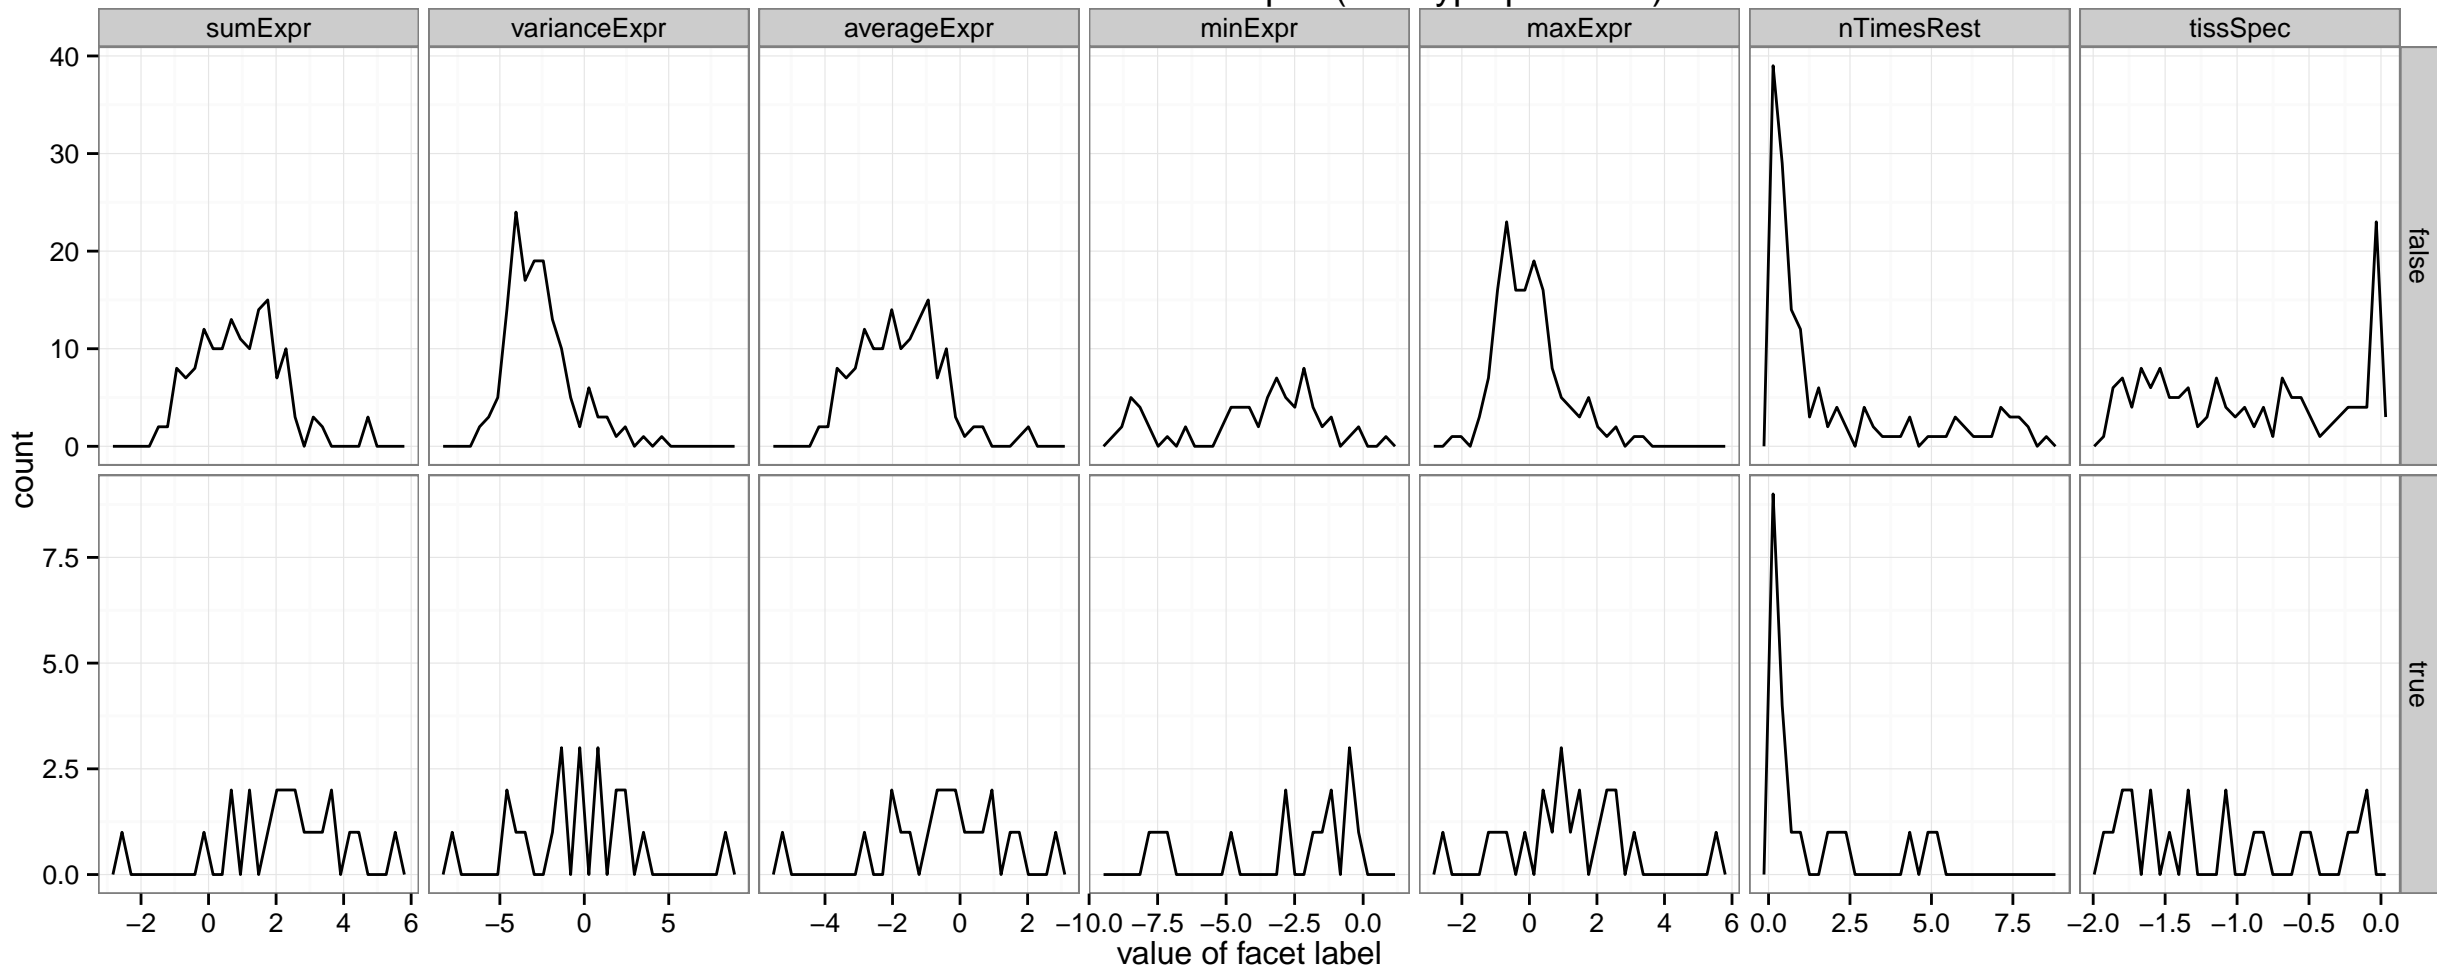 sumExpr varianceExpr averageExpr minExpr maxExpr nTimesRest tissSpec
40
30
20
10
0
false
count
7.5
5.0
2.5
0.0
true
−2 0 2 4 6 −5 0 5 −4 −2 0 2 −10.0 −7.5 −5.0 −2.5 0.0 −2 0 2 4 6 0.0 2.5 5.0 7.5 −2.0 −1.5 −1.0 −0.5 0.0
value of facet label